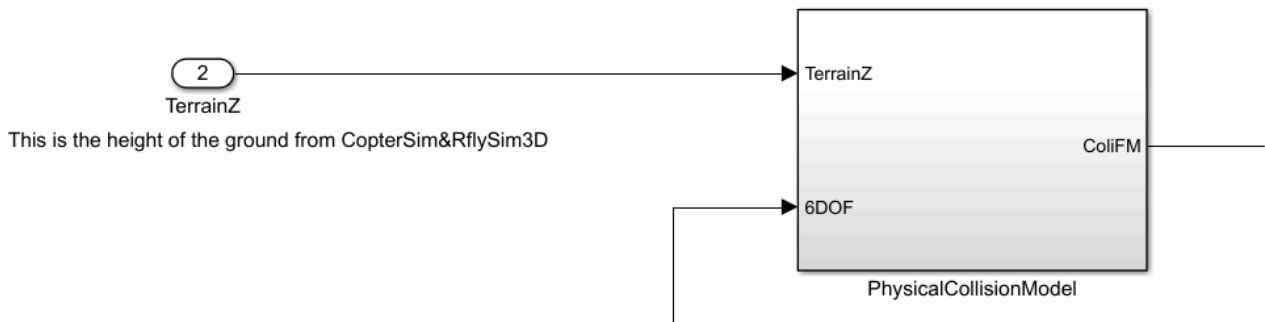 2
TerrainZ
This is the height of the ground from CopterSim&RflySim3D
TerrainZ
ColiFM
6DOF
PhysicalCollisionModel